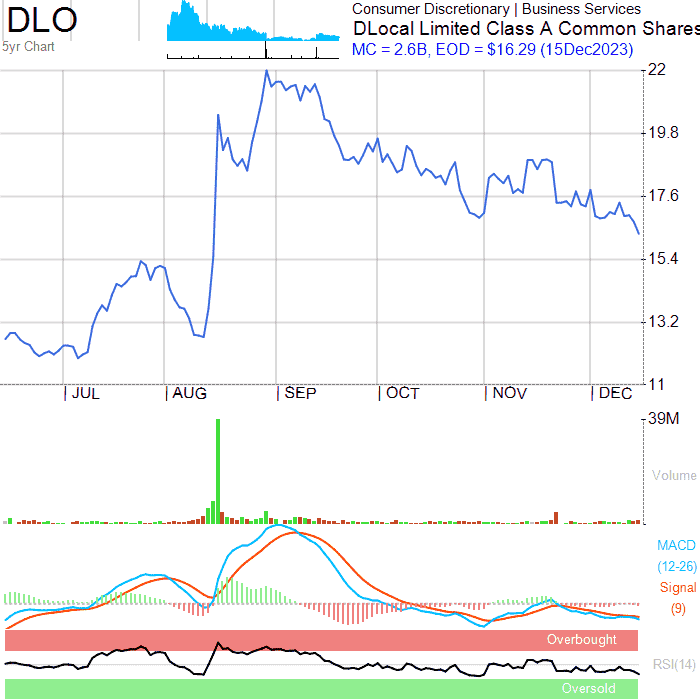 DLO
5yr Chart
Consumer Discretionary | Business Services
DLocal Limited Class A Common Shares
MC = 2.6B, EOD = $16.29 (15Dec2023)
22
19.8
17.6
15.4
13.2
11
JUL AUG SEP OCT NOV DEC
39M
Volume
MACD
(12-26)
Signal
(9)
Overbought
RSI(14)
Oversold